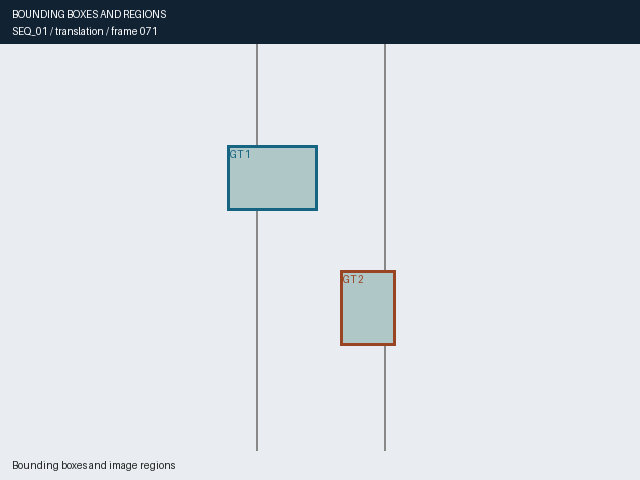 BOUNDING BOXES AND REGIONS
SEQ_01 / translation / frame 071
GT1
GT2
Bounding boxes and image regions